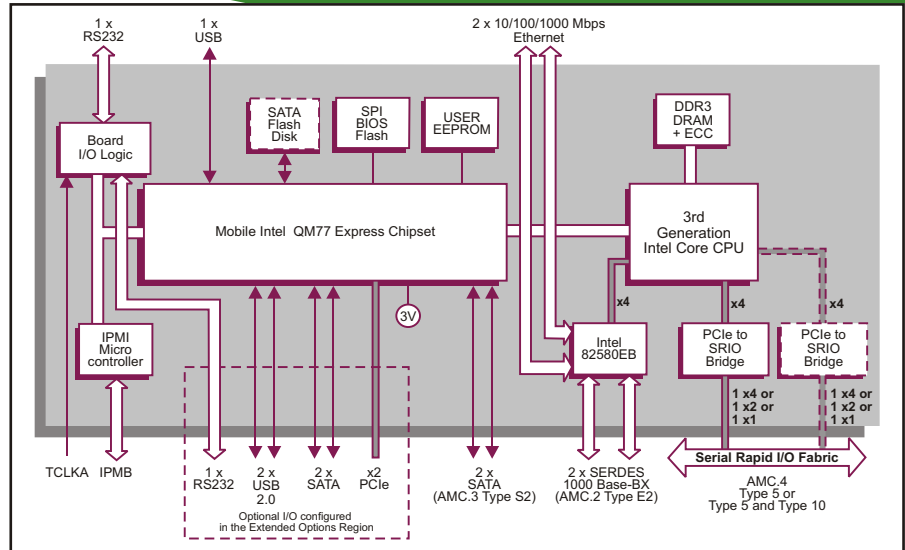 1 x
RS232
1 x
USB
2 x 10/100/1000 Mbps
Ethernet
Board
I/O Logic
SATA
Flash
Disk
SPI
BIOS
Flash
USER
EEPROM
DDR3
DRAM
+ ECC
Mobile Intel QM77 Express Chipset
3rd
Generation
Intel Core CPU
3V
x4
x4
x4
IPMI
Micro
controller
Intel
82580EB
PCIe to
SRIO
Bridge
PCIe to
SRIO
Bridge
1 x4 or
1 x2 or
1 x1
1 x4 or
1 x2 or
1 x1
Serial Rapid I/O Fabric
TCLKA
IPMB
1 x
RS232
2 x
USB
2.0
2 x
SATA
x2
PCIe
Optional I/O configured
in the Extended Options Region
2 x
SATA
(AMC.3 Type S2)
2 x SERDES
1000 Base-BX
(AMC.2 Type E2)
AMC.4
Type 5 or
Type 5 and Type 10